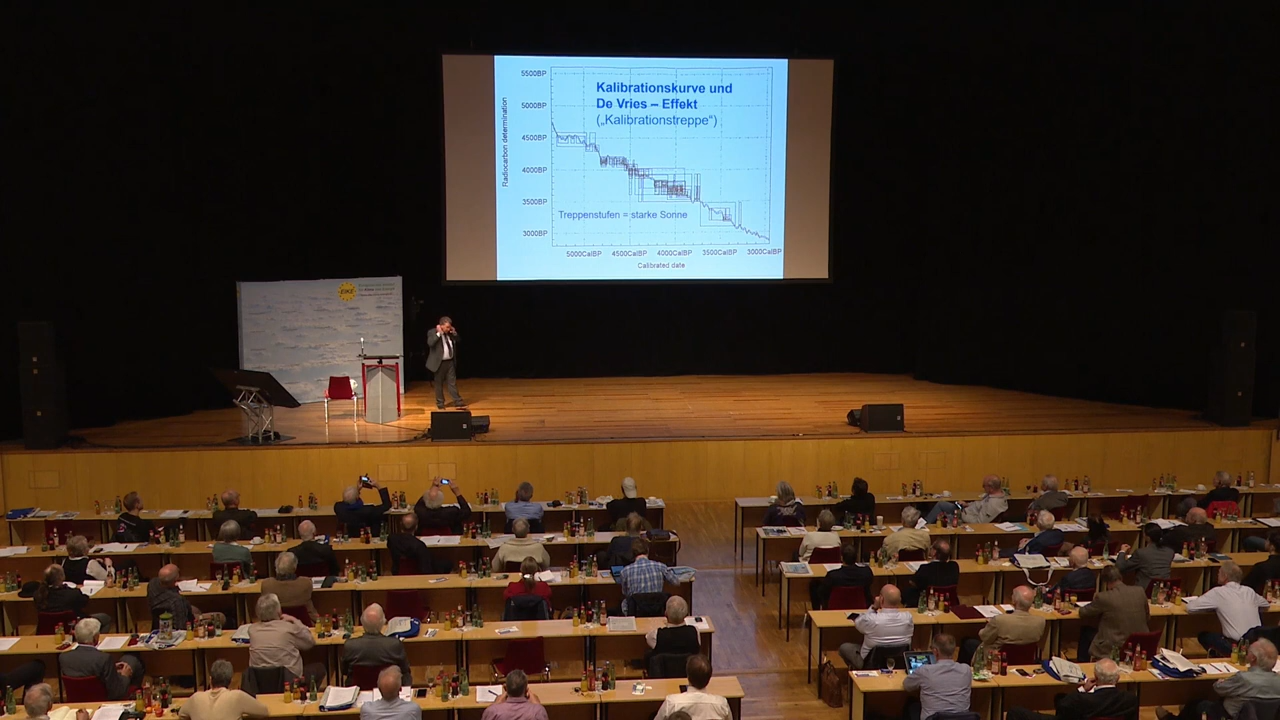 Kalibrationskurve und
De Vries – Effekt
(„Kalibrationstreppe“)
Radiocarbon determination
5500BP
5000BP
4500BP
4000BP
3500BP
3000BP
Treppenstufen = starke Sonne
5000CalBP 4500CalBP 4000CalBP 3500CalBP 3000CalBP
Calibrated date
EIKE